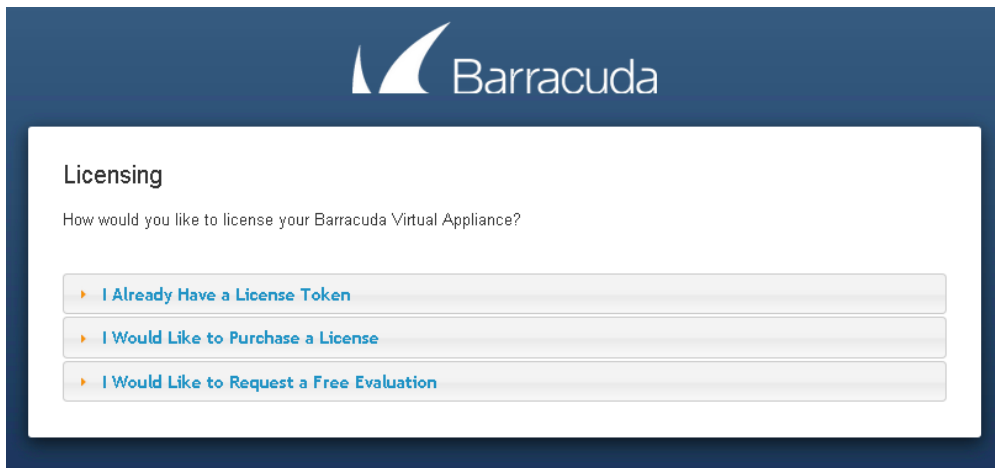 Barracuda
Licensing
How would you like to license your Barracuda Virtual Appliance?
I Already Have a License Token
I Would Like to Purchase a License
I Would Like to Request a Free Evaluation